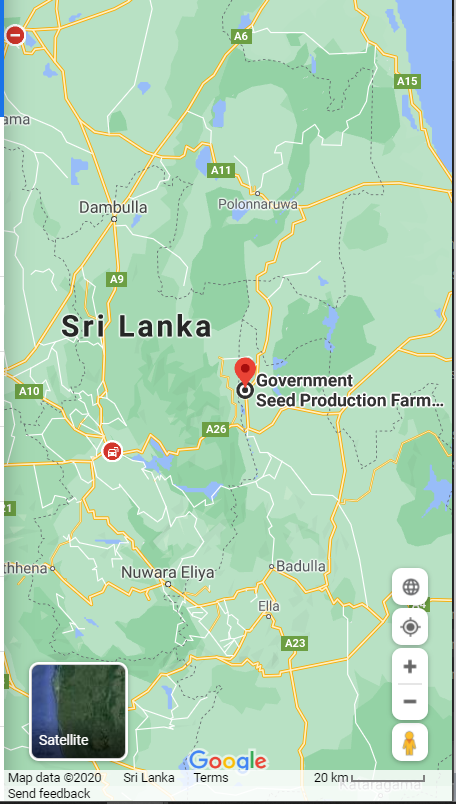 A6
A15
ama
A11
Polonnaruwa
Dambulla
A9
Sri Lanka
Government
Seed Production Farm...
A10
A26
21
thhena
Nuwara Eliya
Badulla
Ella
A23
Satellite
Google
Map data ©2020 Sri Lanka Terms 20 km
Kataragama
Send feedback